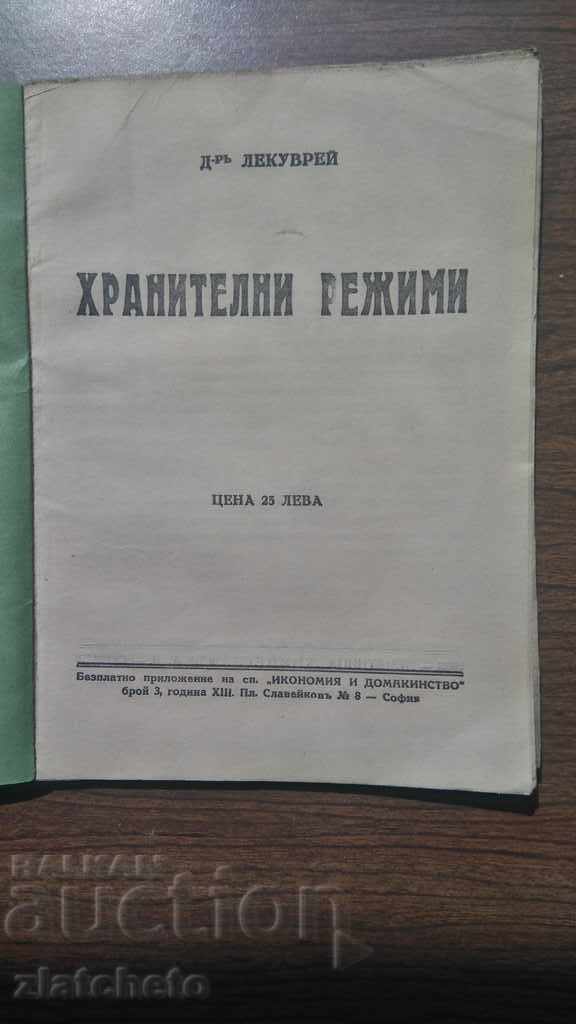 Д-ръ ЛЕКУВРЕЙ
ХРАНИТЕЛНИ РЕЖИМИ
ЦЕНА 25 ЛЕВА
Безплатно приложение на сп. „ИКОНОМИЯ И ДОМАКИНСТВО"
брой 3, година XIII. Пл. Славейковъ № 8 — София
BALKAN
auction
zlatcheto